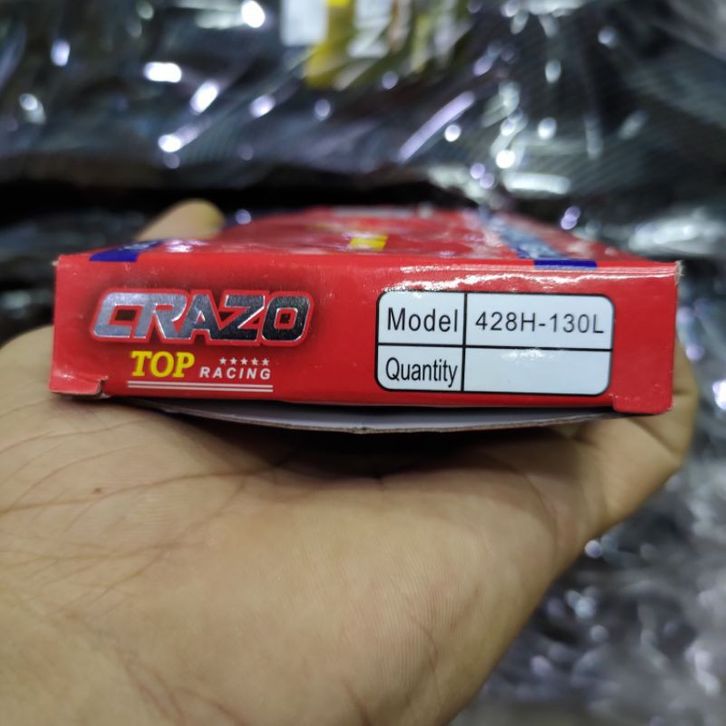 CRAZO
TOP RACING
Model 428H-130L
Quantity